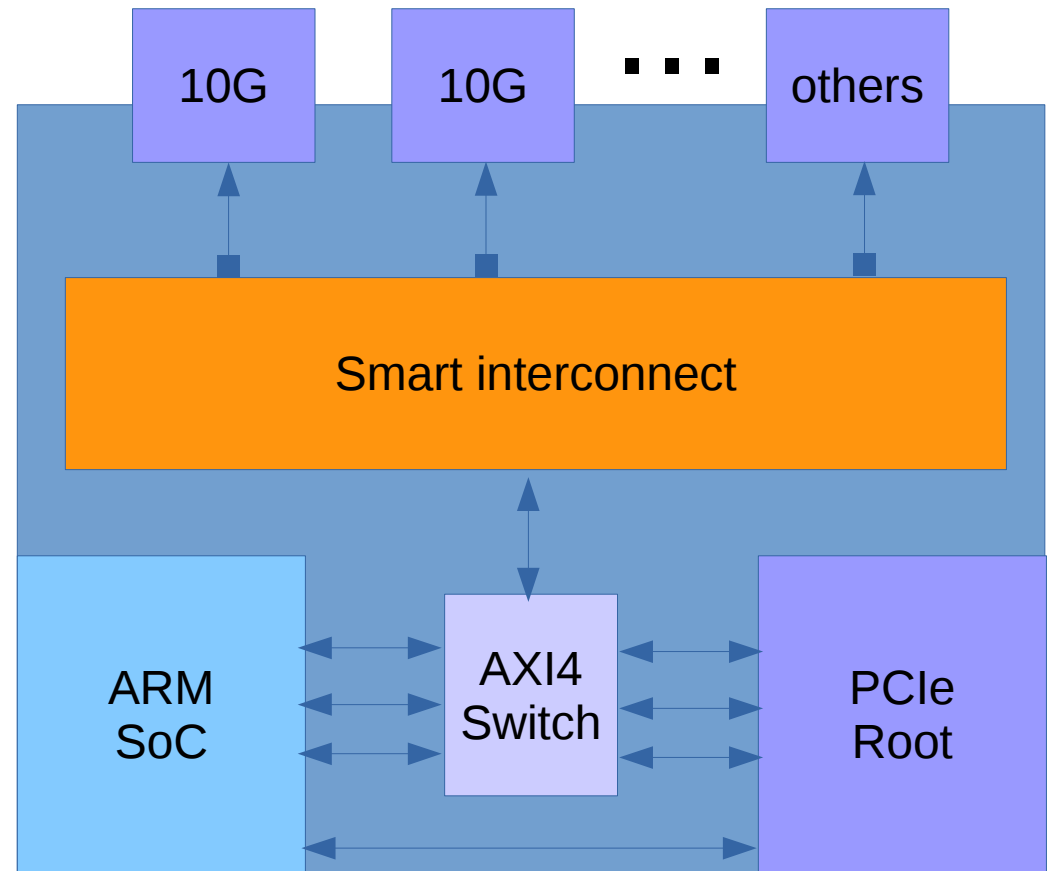 10G
10G
...
others
Smart interconnect
ARM
SoC
AXI4
Switch
PCIe
Root